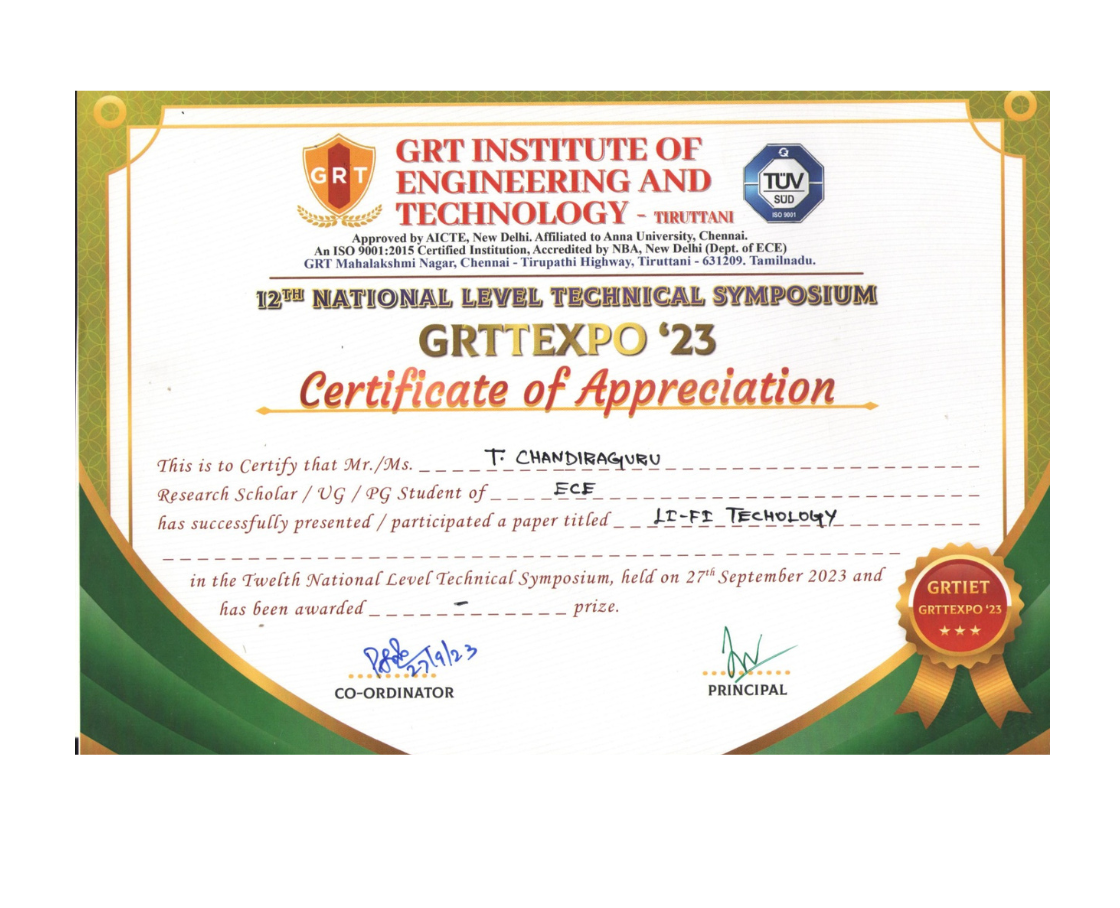 GRT
GRT INSTITUTE OF
ENGINEERING AND
TECHNOLOGY - TIRUTTANI
TÜV
SÜD
ISO 9001
Approved by AICTE, New Delhi. Affiliated to Anna University, Chennai.
An ISO 9001:2015 Certified Institution, Accredited by NBA, New Delhi (Dept. of ECE)
GRT Mahalakshmi Nagar, Chennai - Tirupathi Highway, Tiruttani - 631209. Tamilnadu.
12TH NATIONAL LEVEL TECHNICAL SYMPOSIUM
GRTTEXPO ‘23
Certificate of Appreciation
This is to Certify that Mr./Ms. T. CHANDIRAGURU
Research Scholar / UG / PG Student of ECE
has successfully presented / participated a paper titled LI-FI TECHOLOGY
in the Twelth National Level Technical Symposium, held on 27th September 2023 and
has been awarded - prize.
GRTIET
GRTTEXPO '23
27/9/23
CO-ORDINATOR
PRINCIPAL